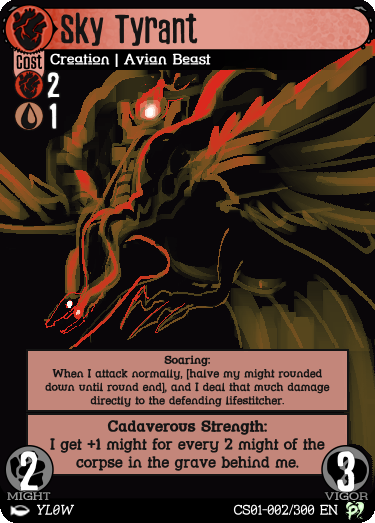 Sky Tyrant
Cost
Creation | Avian Beast
2
1
Soaring:
When I attack normally, [halve my might rounded
down until round end], and I deal that much damage
directly to the defending lifestitcher.
Cadaverous Strength:
I get +1 might for every 2 might of the
corpse in the grave behind me.
2
3
MIGHT
VIGOR
YLØW
CS01-002/300 EN